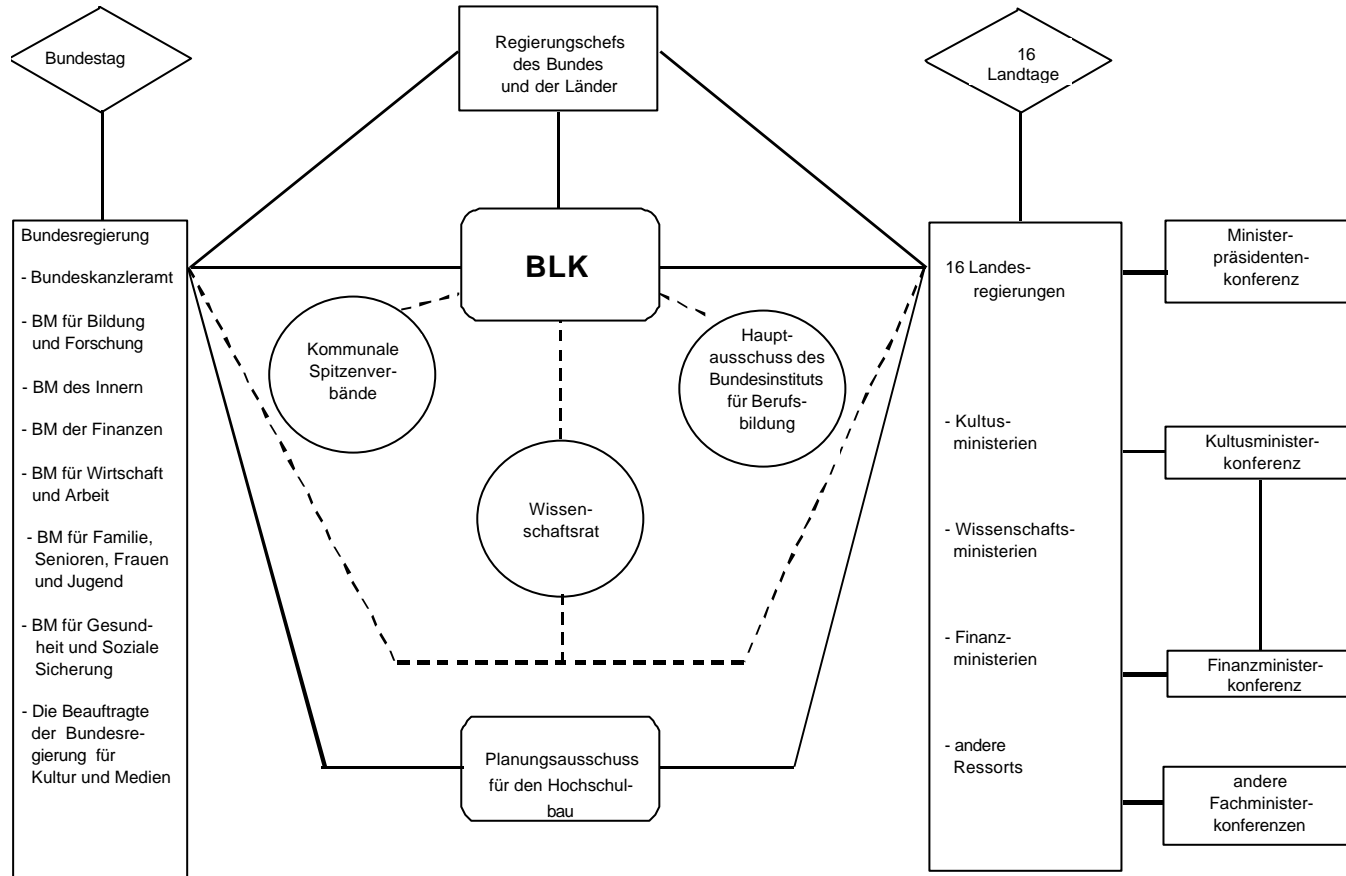 Bundestag
Regierungschefs
des Bundes
und der Länder
16
Landtage
Bundesregierung
- Bundeskanzleramt
- BM für Bildung
und Forschung
- BM des Innern
- BM der Finanzen
- BM für Wirtschaft
und Arbeit
- BM für Familie,
Senioren, Frauen
und Jugend
- BM für Gesund-
heit und Soziale
Sicherung
- Die Beauftragte
der Bundesre-
gierung für
Kultur und Medien
BLK
Kommunale
Spitzenver-
bände
Haupt-
ausschuss des
Bundesinstituts
für Berufs-
bildung
Wissen-
schaftsrat
Planungsausschuss
für den Hochschul-
bau
16 Landes-
regierungen
- Kultus-
ministerien
- Wissenschafts-
ministerien
- Finanz-
ministerien
- andere
Ressorts
Minister-
präsidenten-
konferenz
Kultusminister-
konferenz
Finanzminister-
konferenz
andere
Fachminister-
konferenzen